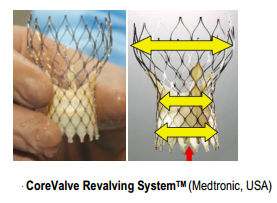 · CoreValve Revalving System™ (Medtronic, USA)